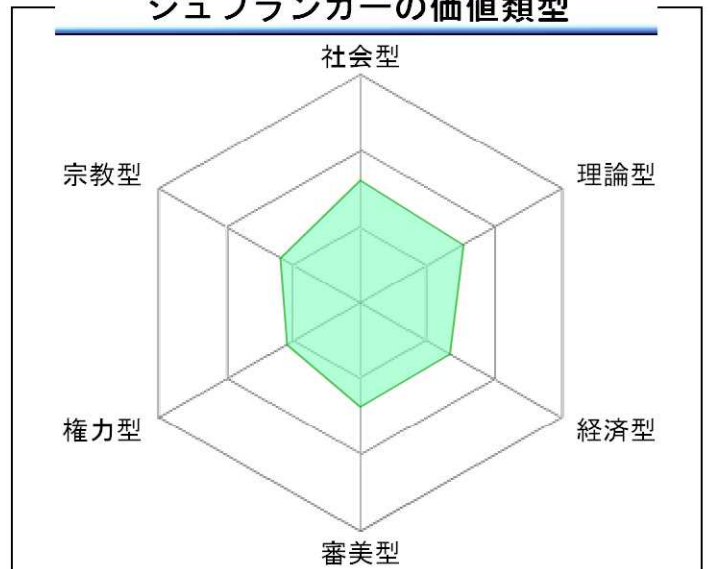 シュプランガーの価値類型
社会型
宗教型
理論型
権力型
経済型
審美型